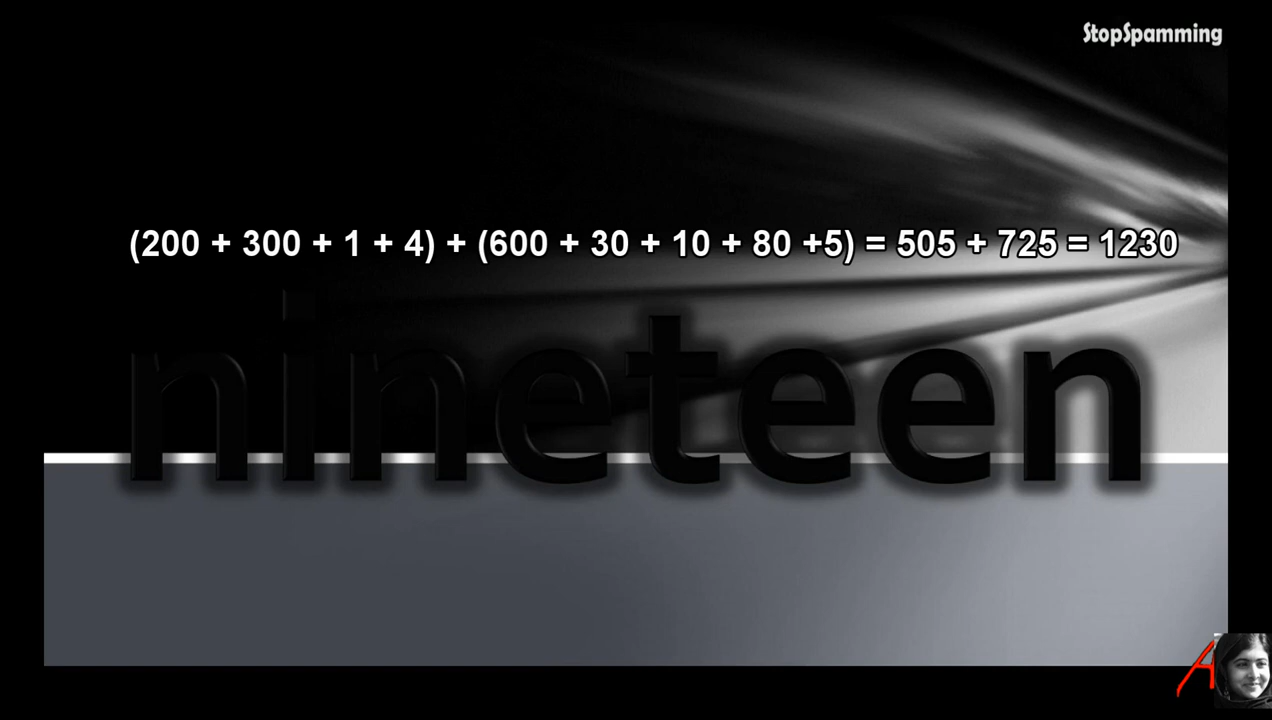 StopSpamming
(200 + 300 + 1 + 4) + (600 + 30 + 10 + 80 +5) = 505 + 725 = 1230
nineteen
A